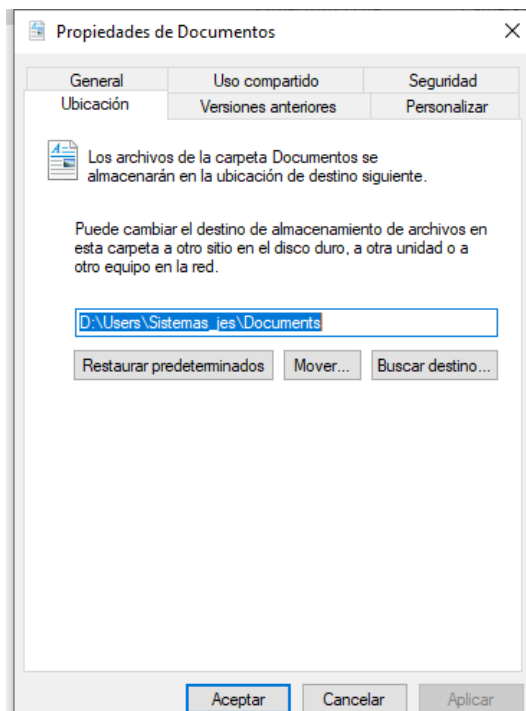 Propiedades de Documentos
General
Uso compartido
Seguridad
Ubicación
Versiones anteriores
Personalizar
Los archivos de la carpeta Documentos se
almacenarán en la ubicación de destino siguiente.
Puede cambiar el destino de almacenamiento de archivos en
esta carpeta a otro sitio en el disco duro, a otra unidad o a
otro equipo en la red.
D:\Users\Sistemas_jes\Documents
Restaurar predeterminados
Mover...
Buscar destino...
Aceptar
Cancelar
Aplicar